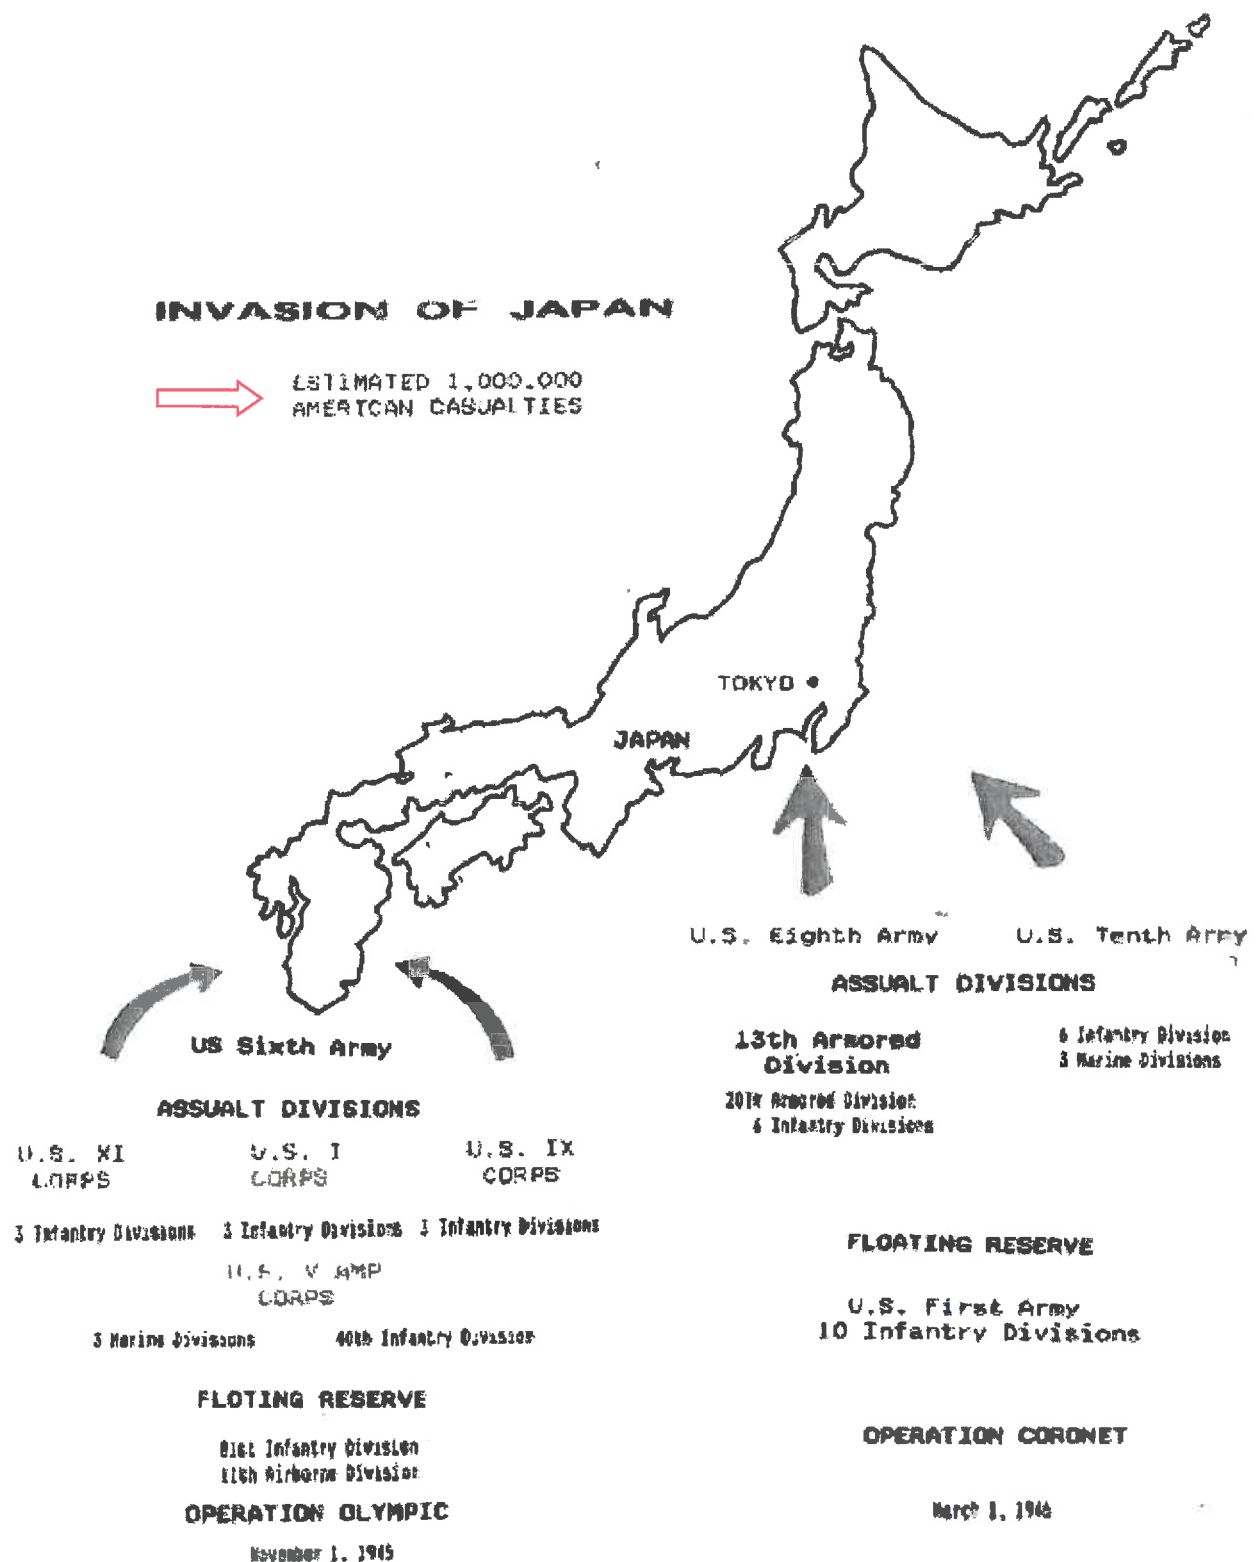 INVASION OF JAPAN
ESTIMATED 1,000,000
AMERICAN CASUALTIES
TOKYO
JAPAN
U.S. Eighth Army
U.S. Tenth Army
ASSUALT DIVISIONS
13th Armored
Division
20th Armored Division
6 Infantry Divisions
6 Infantry Division
3 Marine Divisions
FLOATING RESERVE
U.S. First Army
10 Infantry Divisions
OPERATION CORONET
March 1, 1946
US Sixth Army
ASSUALT DIVISIONS
U.S. XI
CORPS
U.S. I
CORPS
U.S. IX
CORPS
3 Infantry Divisions
3 Infantry Divisions
3 Infantry Divisions
U.S. V AMP
CORPS
3 Marine Divisions
40th Infantry Division
FLOTING RESERVE
81st Infantry Division
11th Airborne Division
OPERATION OLYMPIC
November 1, 1945